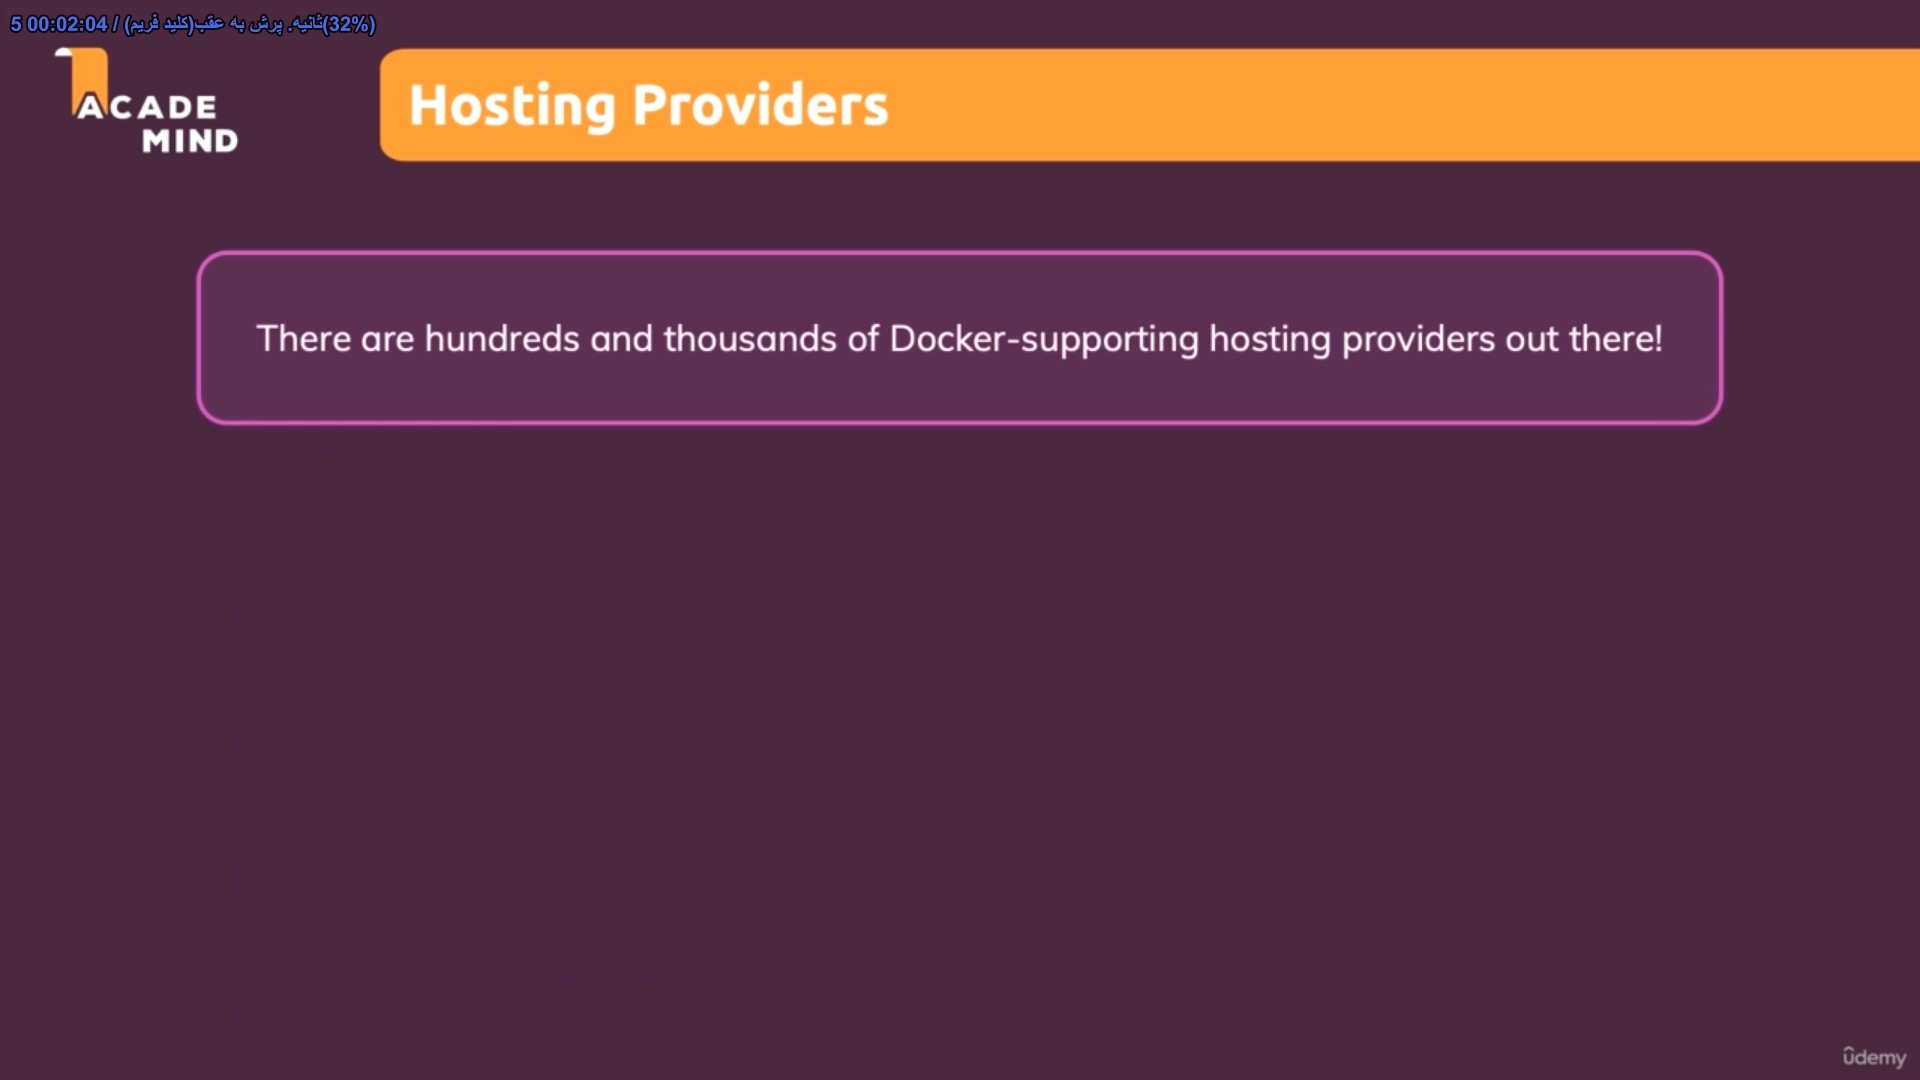 5 00:02:04 / (کلید فریم)ثانیه. پرش به عقب(32%)
ACADE
MIND
Hosting Providers
There are hundreds and thousands of Docker-supporting hosting providers out there!
ûdemy